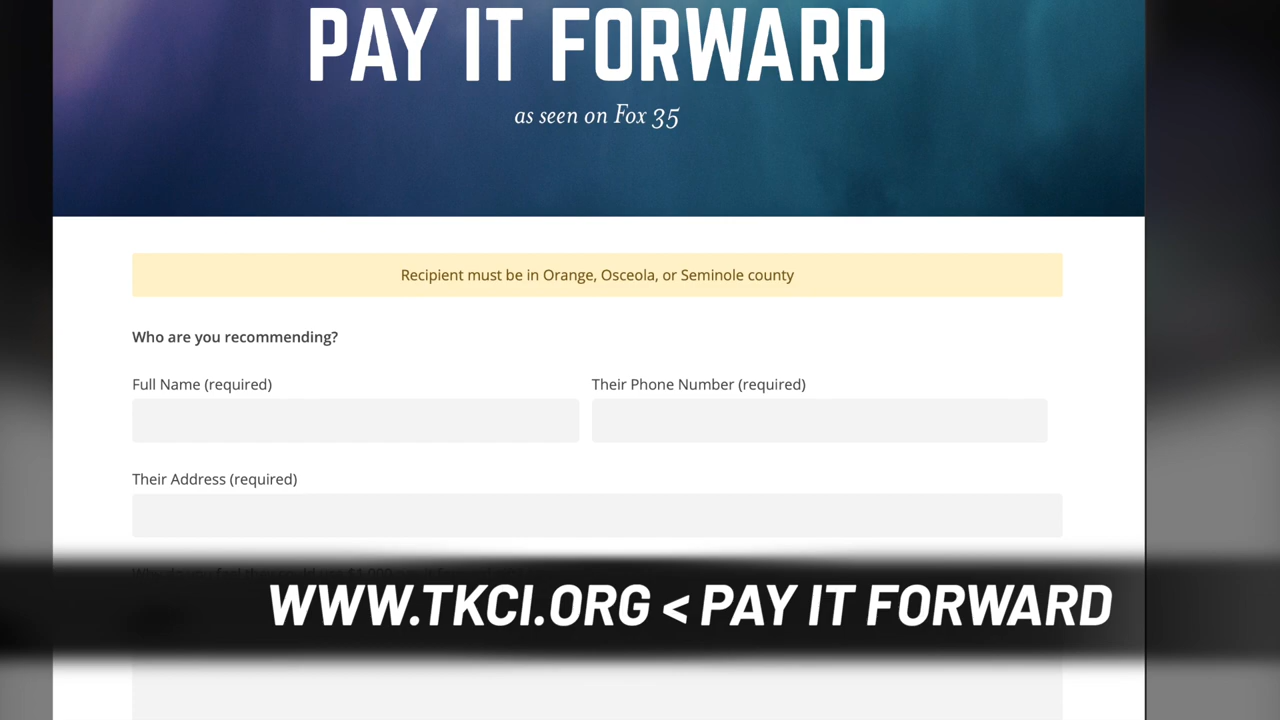 PAY IT FORWARD
as seen on Fox 35
Recipient must be in Orange, Osceola, or Seminole county
Who are you recommending?
Full Name (required)
Their Phone Number (required)
Their Address (required)
WWW.TKCI.ORG < PAY IT FORWARD